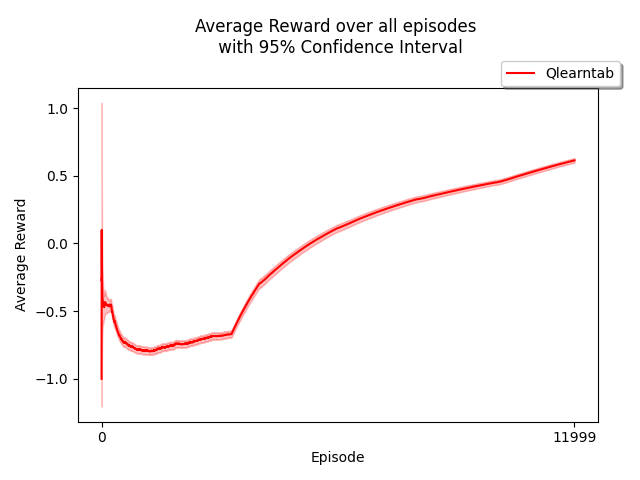 Average Reward over all episodes
with 95% Confidence Interval
Qlearntab
1.0
0.5
0.0
−0.5
−1.0
Average Reward
0
11999
Episode